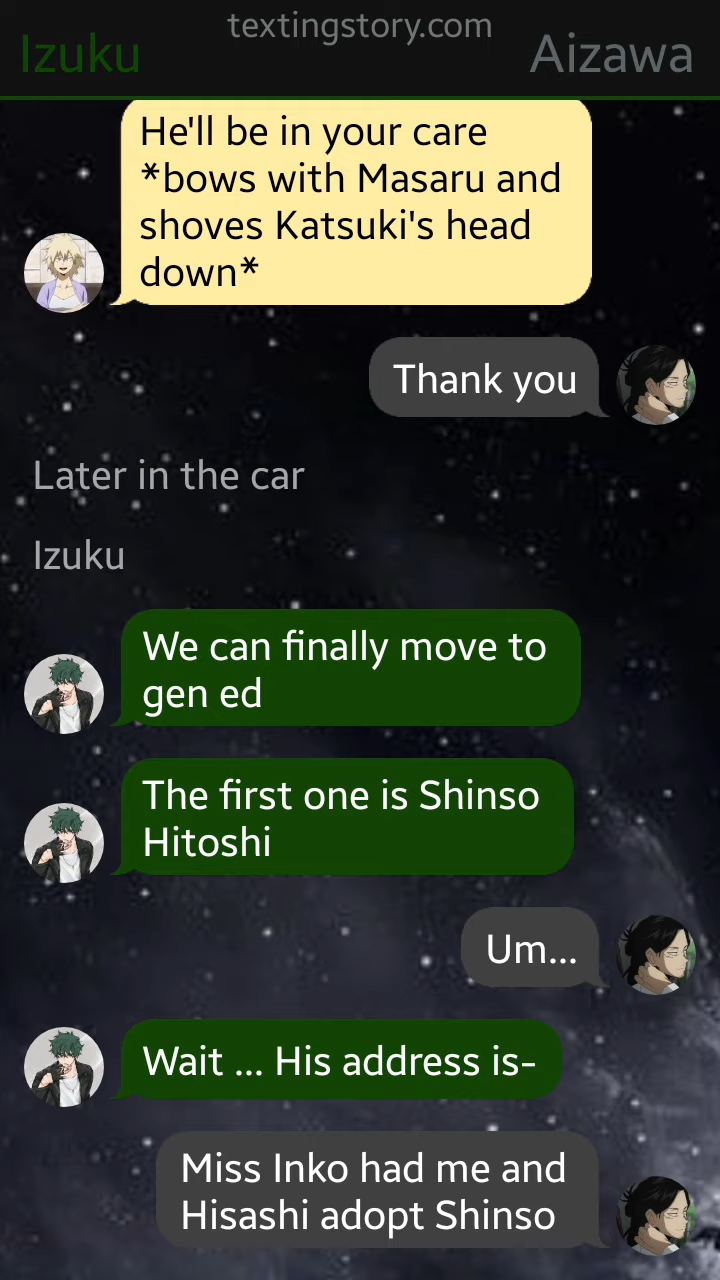 textingstory.com
Izuku
Aizawa
He'll be in your care
*bows with Masaru and
shoves Katsuki's head
down*
Thank you
Later in the car
Izuku
We can finally move to
gen ed
The first one is Shinso
Hitoshi
Um...
Wait ... His address is-
Miss Inko had me and
Hisashi adopt Shinso